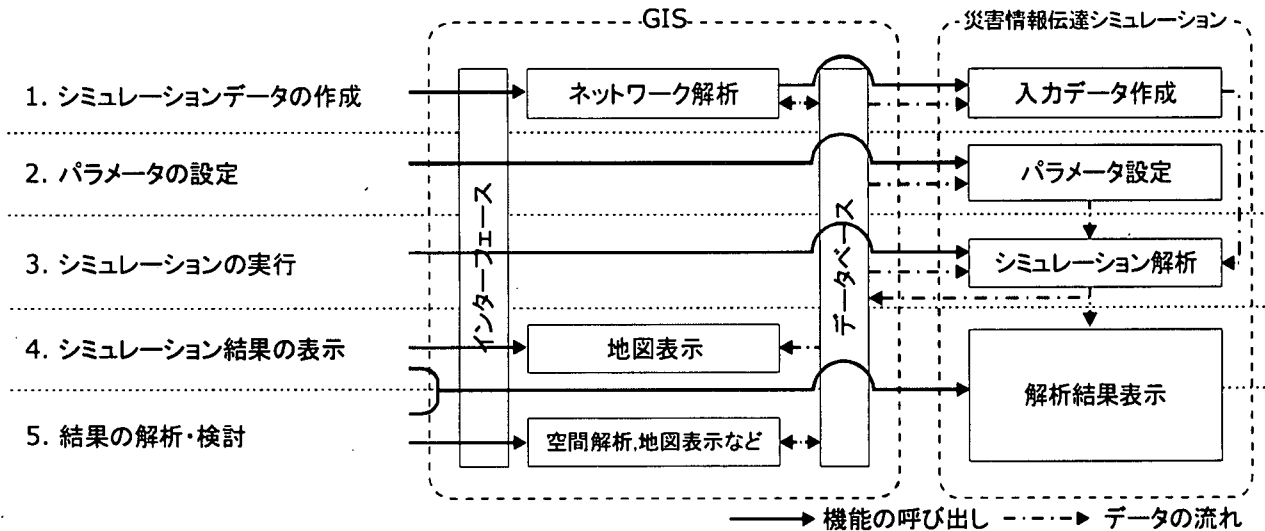 GIS
災害情報伝達シミュレーション
1. シミュレーションデータの作成
ネットワーク解析
入力データ作成
2. パラメータの設定
パラメータ設定
インターフェース
データベース
3. シミュレーションの実行
シミュレーション解析
4. シミュレーション結果の表示
地図表示
解析結果表示
5. 結果の解析・検討
空間解析,地図表示など
機能の呼び出し
データの流れ